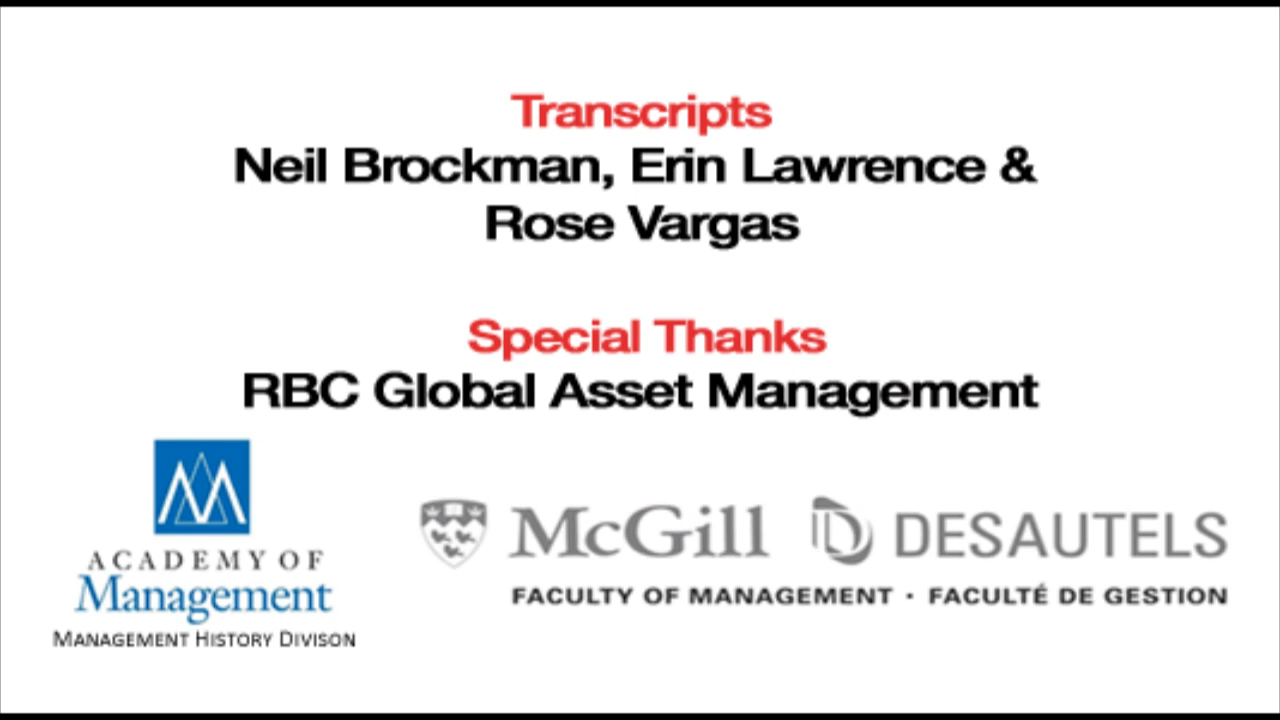 Transcripts
Neil Brockman, Erin Lawrence &
Rose Vargas
Special Thanks
RBC Global Asset Management
ACADEMY OF
Management
MANAGEMENT HISTORY DIVISON
McGill DESAUTELS
FACULTY OF MANAGEMENT · FACULTÉ DE GESTION